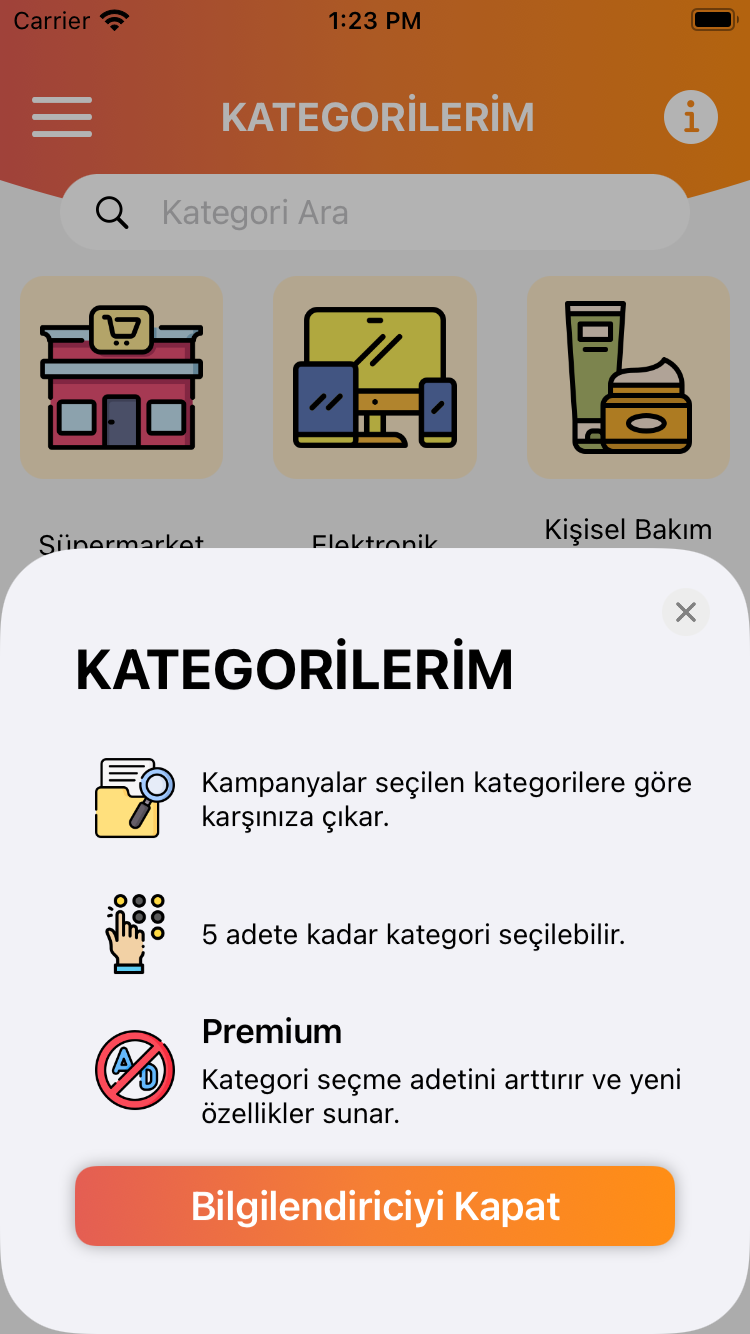 Carrier 1:23 PM
KATEGORİLERİM
Kategori Ara
Süpermarket Elektronik Kişisel Bakım
KATEGORİLERİM
Kampanyalar seçilen kategorilere göre
karşınıza çıkar.
5 adete kadar kategori seçilebilir.
AD
Premium
Kategori seçme adetini arttırır ve yeni
özellikler sunar.
Bilgilendiriciyi Kapat